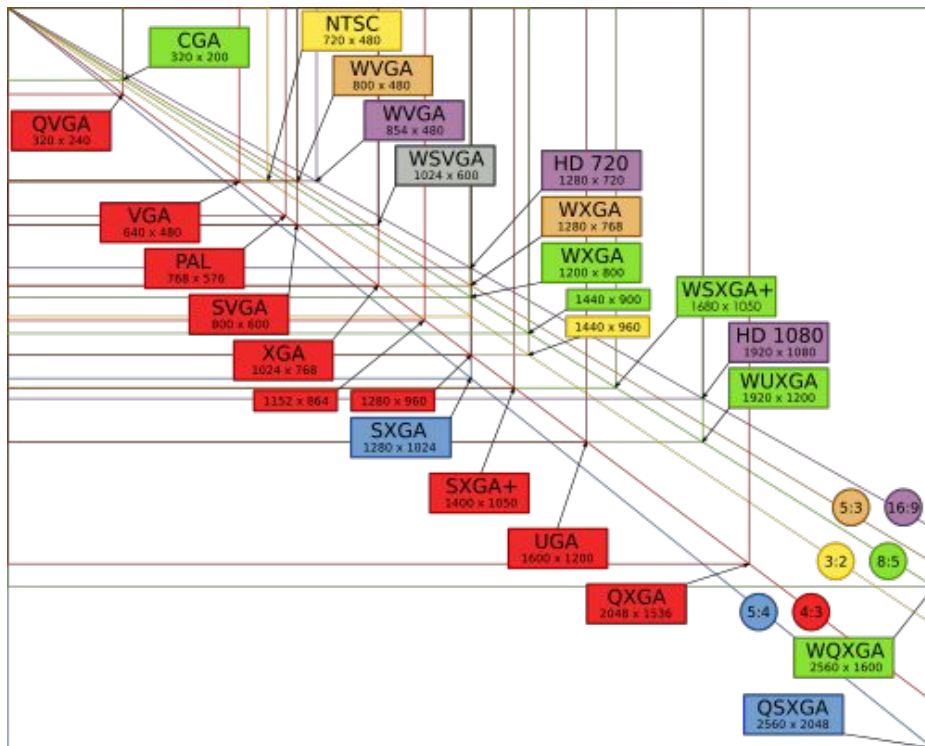 CGA
320 x 200
NTSC
720 x 480
WVGA
800 x 480
QVGA
320 x 240
WVGA
854 x 480
WSVGA
1024 x 600
HD 720
1280 x 720
VGA
640 x 480
WXGA
1280 x 768
PAL
768 x 576
WXGA
1200 x 800
SVGA
800 x 600
1440 x 900
WSXGA+
1680 x 1050
1440 x 960
XGA
1024 x 768
HD 1080
1920 x 1080
1152 x 864
1280 x 960
WUXGA
1920 x 1200
SXGA
1280 x 1024
SXGA+
1400 x 1050
5:3
16:9
UGA
1600 x 1200
3:2
8:5
QXGA
2048 x 1536
5:4
4:3
WQXGA
2560 x 1600
QSXGA
2560 x 2048